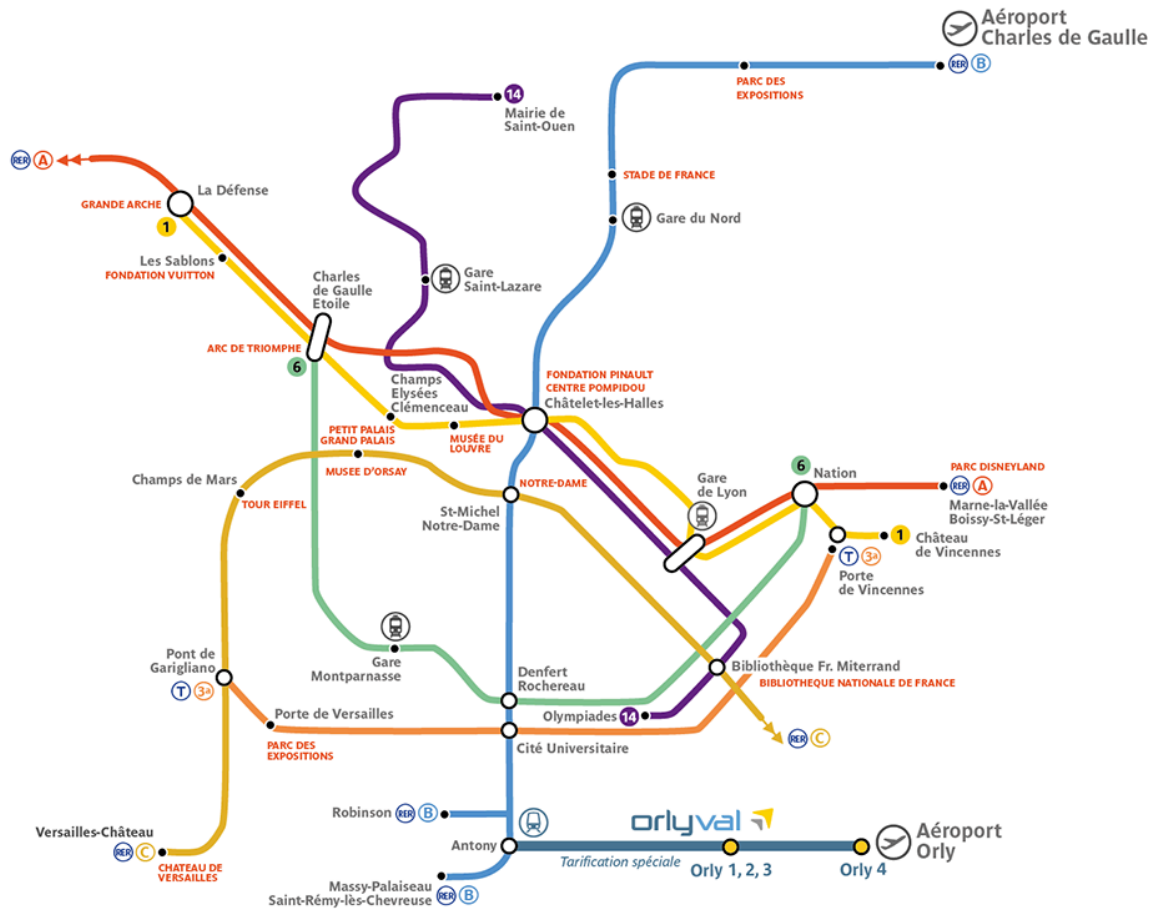 Aéroport
Charles de Gaulle
RER B
PARC DES
EXPOSITIONS
14
Mairie de
Saint-Ouen
RER A
STADE DE FRANCE
La Défense
GRANDE ARCHE
1
Gare du Nord
Les Sablons
FONDATION VUITTON
Gare
Saint-Lazare
Charles
de Gaulle
Etoile
ARC DE TRIOMPHE
6
FONDATION PINAULT
CENTRE POMPIDOU
Châtelet-les-Halles
Champs
Elysées
Clémenceau
PETIT PALAIS
GRAND PALAIS
MUSÉE DU
LOUVRE
MUSEE D'ORSAY
Champs de Mars
TOUR EIFFEL
NOTRE-DAME
St-Michel
Notre-Dame
Gare
de Lyon
6
Nation
PARC DISNEYLAND
RER A
Marne-la-Vallée
Boissy-St-Léger
1
Château
de Vincennes
T 3a
Porte
de Vincennes
Pont de
Garigliano
T 3a
Gare
Montparnasse
Denfert
Rochereau
Bibliothèque Fr. Miterrand
BIBLIOTHEQUE NATIONALE DE FRANCE
Porte de Versailles
PARC DES
EXPOSITIONS
Olympiades 14
Cité Universitaire
RER C
Robinson RER B
Versailles-Château
RER C
CHATEAU DE
VERSAILLES
Antony
orlyval
Tarification spéciale
Orly 1, 2, 3
Orly 4
Aéroport
Orly
Massy-Palaiseau
Saint-Rémy-lès-Chevreuse RER B